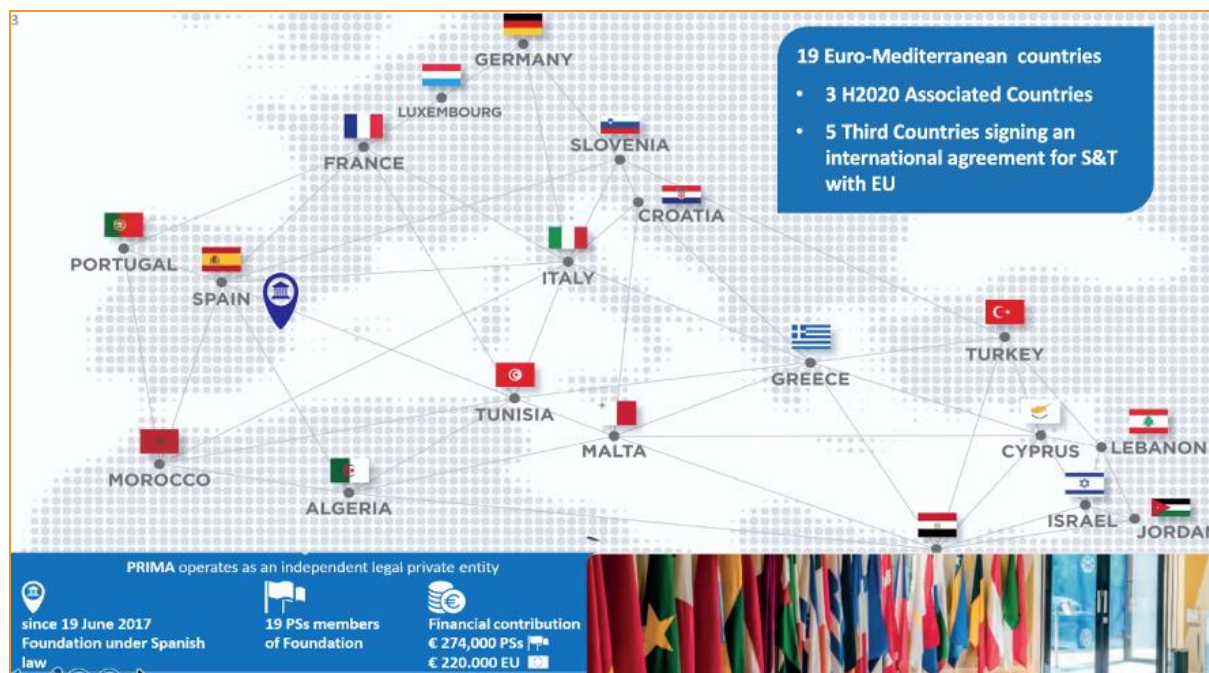 3
GERMANY
LUXEMBOURG
FRANCE
SLOVENIA
CROATIA
PORTUGAL
SPAIN
ITALY
TURKEY
GREECE
TUNISIA
MALTA
CYPRUS
LEBANON
MOROCCO
ALGERIA
ISRAEL
JORDAN
19 Euro-Mediterranean countries
• 3 H2020 Associated Countries
• 5 Third Countries signing an
international agreement for S&T
with EU
PRIMA operates as an independent legal private entity
since 19 June 2017
Foundation under Spanish
law
19 PSs members
of Foundation
Financial contribution
€ 274,000 PSs
€ 220.000 EU